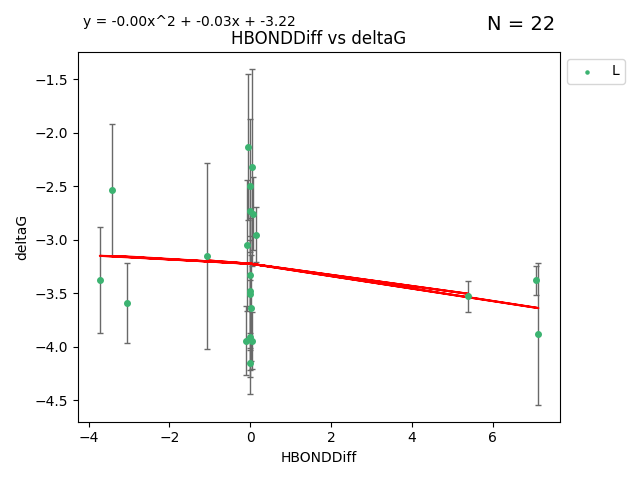 y = -0.00x^2 + -0.03x + -3.22
N = 22
HBONDDiff vs deltaG
L
−1.5
−2.0
−2.5
−3.0
−3.5
−4.0
−4.5
deltaG
−4
−2
0
2
4
6
HBONDDiff